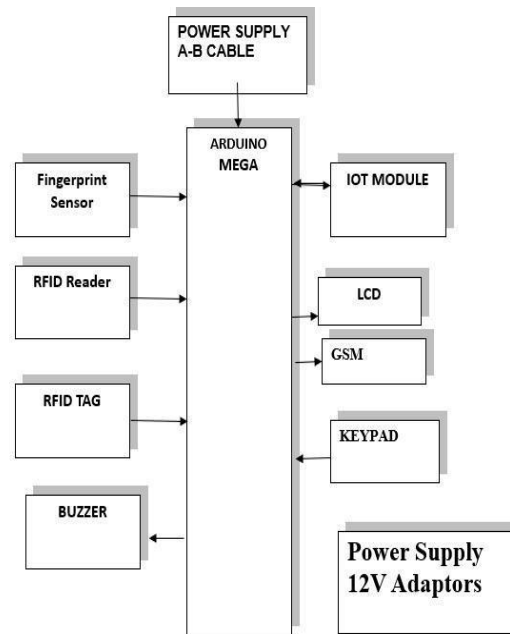 POWER SUPPLY
A-B CABLE
ARDUINO
MEGA
Fingerprint
Sensor
IOT MODULE
RFID Reader
LCD
GSM
RFID TAG
KEYPAD
BUZZER
Power Supply
12V Adaptors